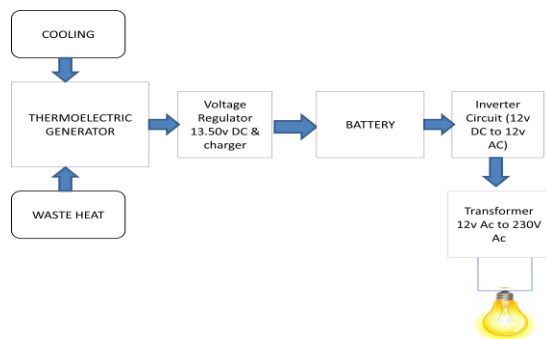 COOLING
THERMOELECTRIC
GENERATOR
WASTE HEAT
Voltage
Regulator
13.50v DC &
charger
BATTERY
Inverter
Circuit (12v
DC to 12v
AC)
Transformer
12v Ac to 230V
Ac